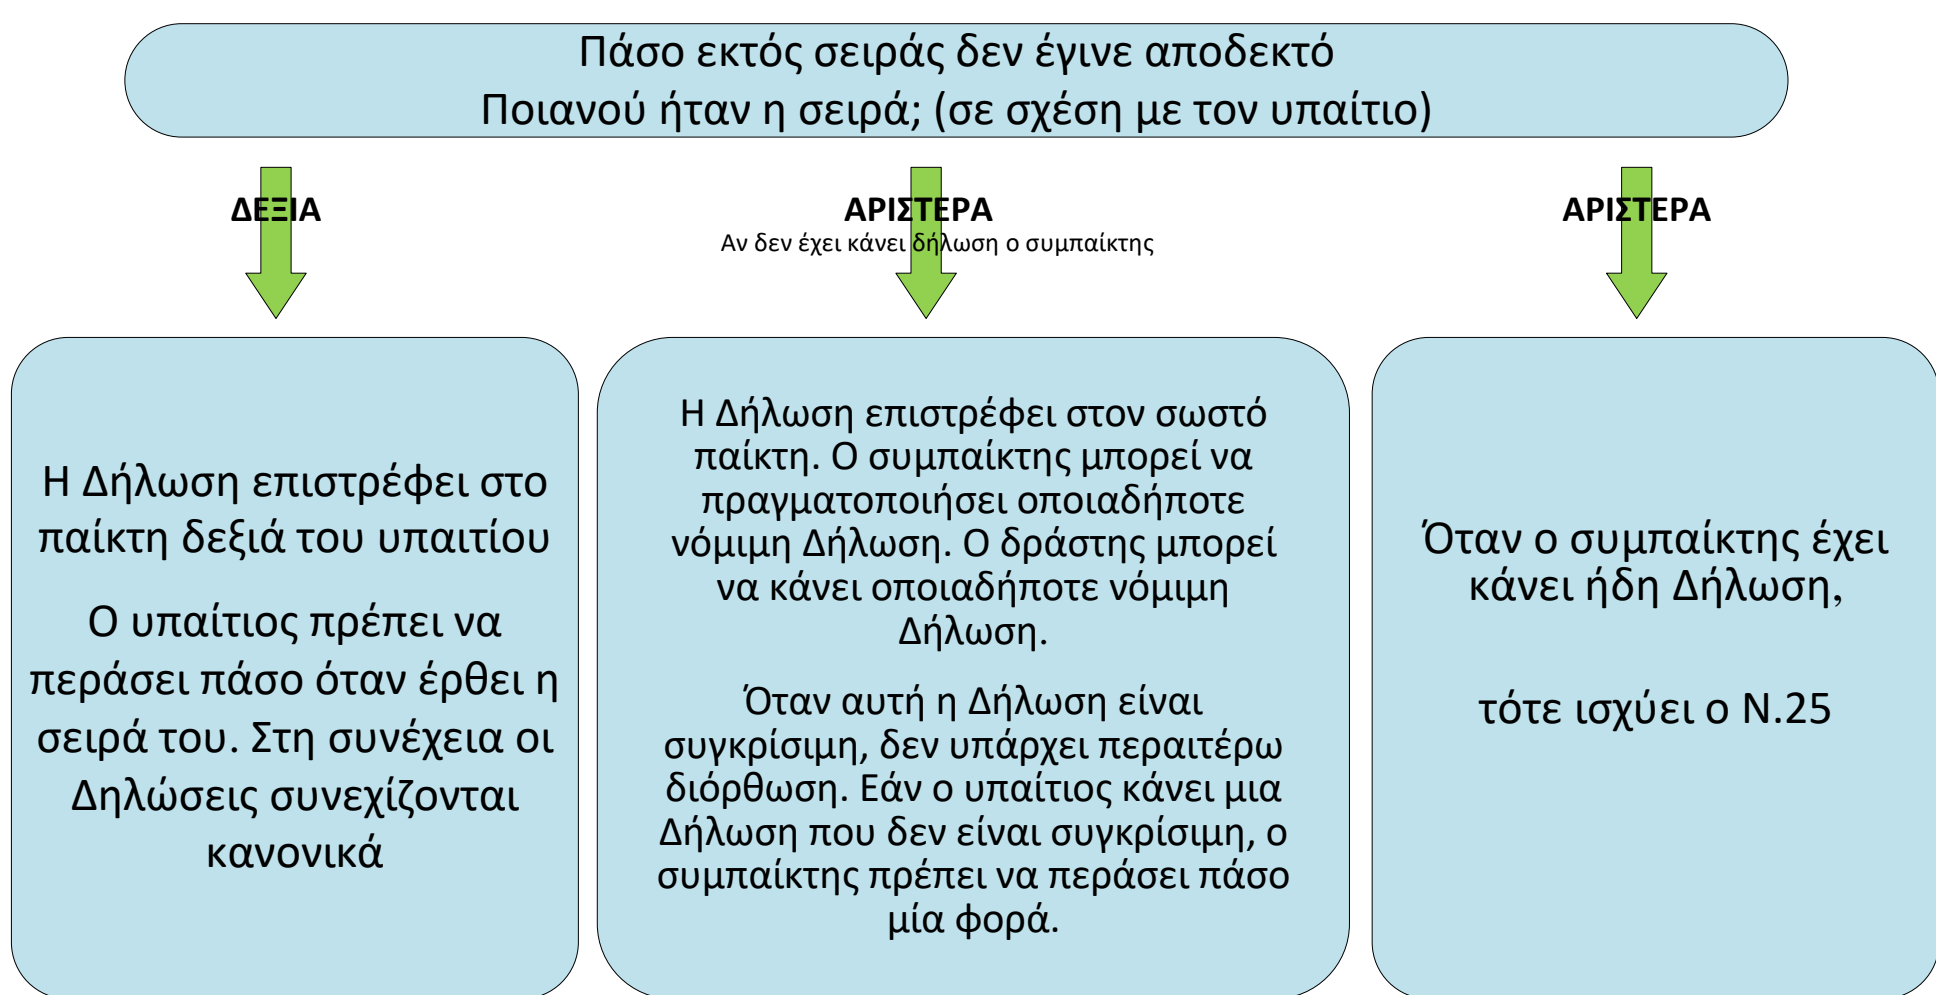 Πάσο εκτός σειράς δεν έγινε αποδεκτό
Ποιανού ήταν η σειρά; (σε σχέση με τον υπαίτιο)
ΔΕΞΙΑ
ΑΡΙΣΤΕΡΑ
Αν δεν έχει κάνει δήλωση ο συμπαίκτης
ΑΡΙΣΤΕΡΑ
Η Δήλωση επιστρέφει στο
παίκτη δεξιά του υπαιτίου
Ο υπαίτιος πρέπει να
περάσει πάσο όταν έρθει η
σειρά του. Στη συνέχεια οι
Δηλώσεις συνεχίζονται
κανονικά
Η Δήλωση επιστρέφει στον σωστό
παίκτη. Ο συμπαίκτης μπορεί να
πραγματοποιήσει οποιαδήποτε
νόμιμη Δήλωση. Ο δράστης μπορεί
να κάνει οποιαδήποτε νόμιμη
Δήλωση.
Όταν αυτή η Δήλωση είναι
συγκρίσιμη, δεν υπάρχει περαιτέρω
διόρθωση. Εάν ο υπαίτιος κάνει μια
Δήλωση που δεν είναι συγκρίσιμη, ο
συμπαίκτης πρέπει να περάσει πάσο
μία φορά.
Όταν ο συμπαίκτης έχει
κάνει ήδη Δήλωση,
τότε ισχύει ο Ν.25